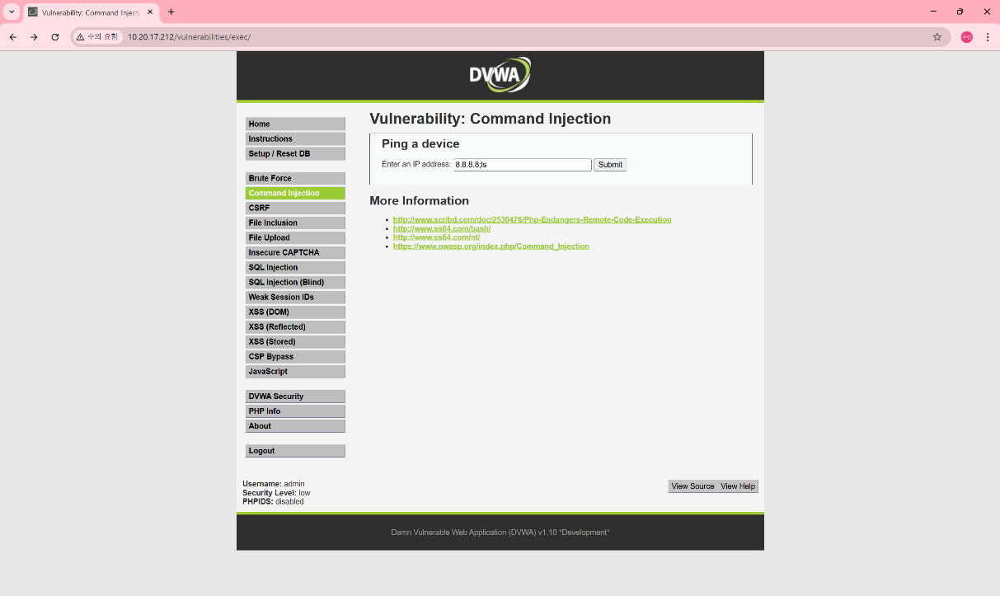 Vulnerability: Command Injecti
수의 요함
10.20.17.212/vulnerabilities/exec/
수인
DVWA
Home
Instructions
Setup / Reset DB
Brute Force
Command Injection
CSRF
File Inclusion
File Upload
Insecure CAPTCHA
SQL Injection
SQL Injection (Blind)
Weak Session IDs
XSS (DOM)
XSS (Reflected)
XSS (Stored)
CSP Bypass
JavaScript
DVWA Security
PHP Info
About
Logout
Vulnerability: Command Injection
Ping a device
Enter an IP address: 8.8.8.8;ls Submit
More Information
http://www.scribd.com/doc/2530476/Php-Endangers-Remote-Code-Execution
http://www.ss64.com/bash/
http://www.ss64.com/nt/
https://www.owasp.org/index.php/Command_Injection
Username: admin
Security Level: low
PHPIDS: disabled
View Source View Help
Damn Vulnerable Web Application (DVWA) v1.10 *Development*